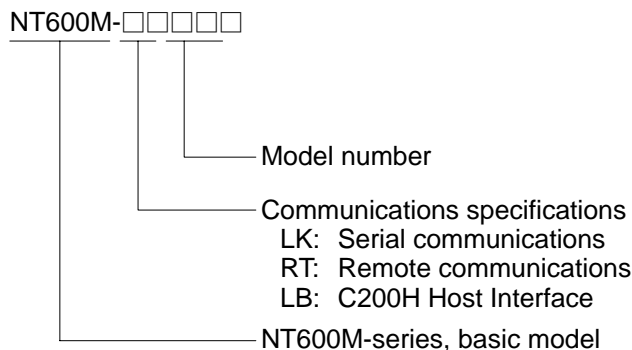 NT600M-□□□□□
Model number
Communications specifications
LK: Serial communications
RT: Remote communications
LB: C200H Host Interface
NT600M-series, basic model